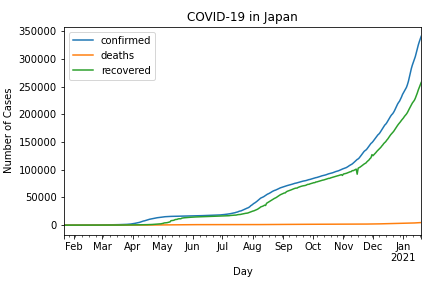 COVID-19 in Japan
350000
300000
250000
200000
150000
100000
50000
0
Number of Cases
confirmed
deaths
recovered
Feb Mar Apr May Jun Jul Aug Sep Oct Nov Dec Jan
2021
Day